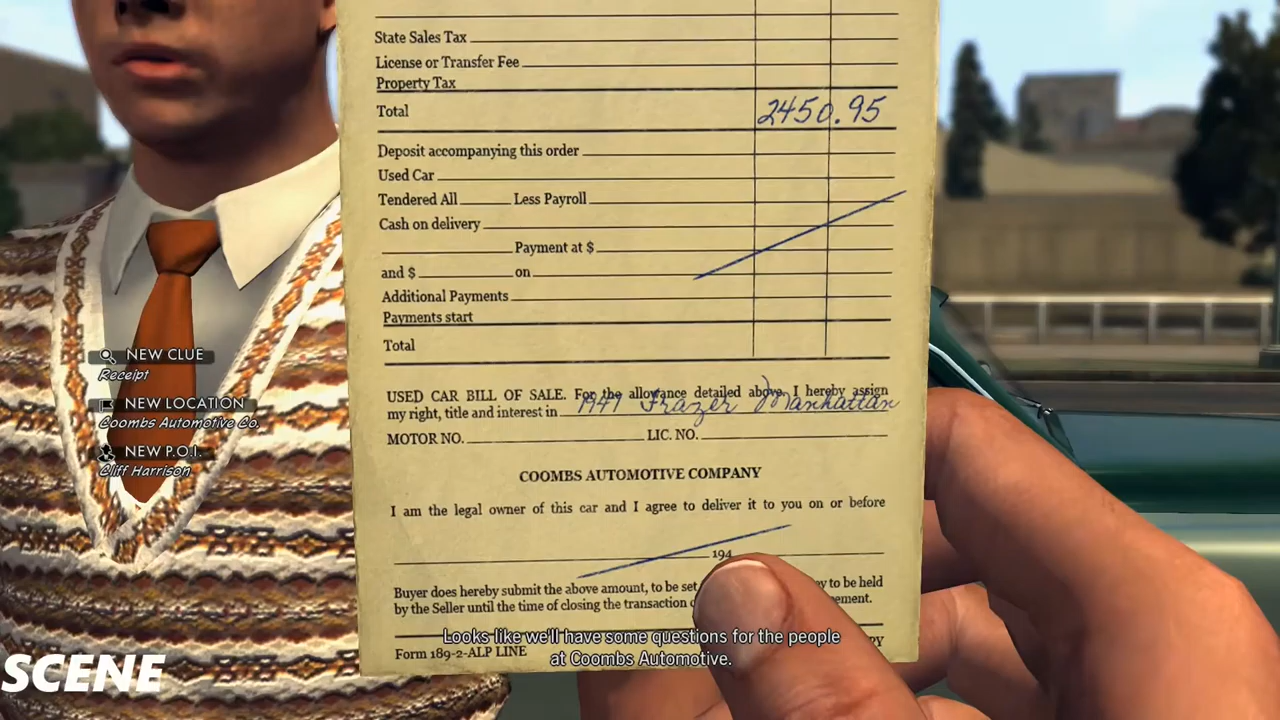 State Sales Tax
License or Transfer Fee
Property Tax
Total 2450.95
Deposit accompanying this order
Used Car
Tendered All Less Payroll
Cash on delivery
Payment at $
and $ on
Additional Payments
Payments start
Total
USED CAR BILL OF SALE. For the allowance detailed above, I hereby assign
my right, title and interest in 1947 Frazer Manhattan
MOTOR NO. LIC. NO.
COOMBS AUTOMOTIVE COMPANY
I am the legal owner of this car and I agree to deliver it to you on or before
194
Buyer does hereby submit the above amount, to be set to be held
by the Seller until the time of closing the transaction
Form 189-2-ALP LINE
NEW CLUE
Receipt
NEW LOCATION
Coombs Automotive Co.
NEW P.O.I.
Cliff Harrison
Looks like we'll have some questions for the people
at Coombs Automotive.
SCENE